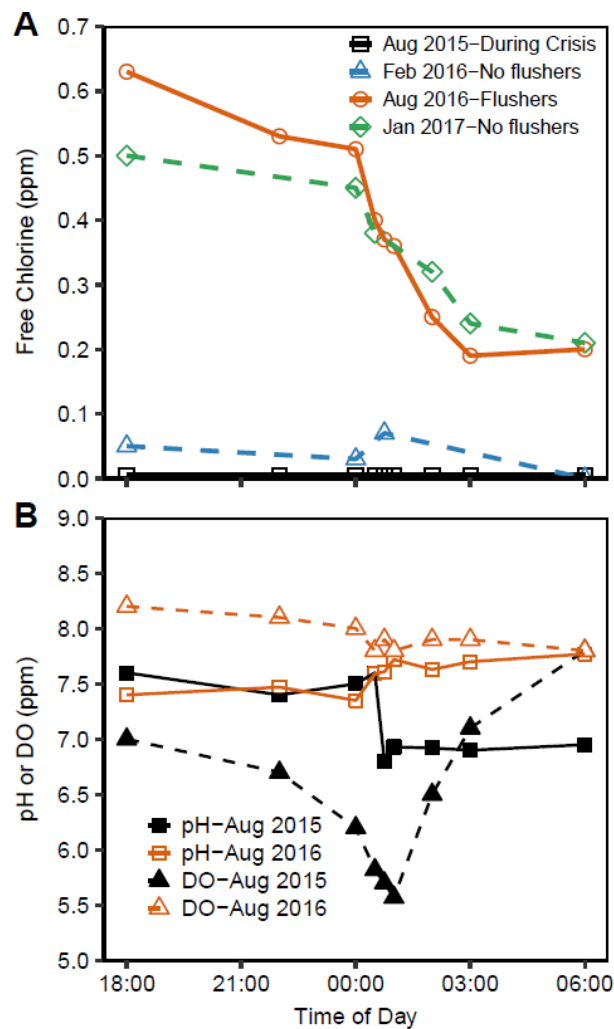 A
0.7
0.6
0.5
0.4
0.3
0.2
0.1
0.0
Free Chlorine (ppm)
Aug 2015−During Crisis
Feb 2016−No flushers
Aug 2016−Flushers
Jan 2017−No flushers
B
9.0
8.5
8.0
7.5
7.0
6.5
6.0
5.5
5.0
pH or DO (ppm)
pH−Aug 2015
pH−Aug 2016
DO−Aug 2015
DO−Aug 2016
18:00 21:00 00:00 03:00 06:00
Time of Day